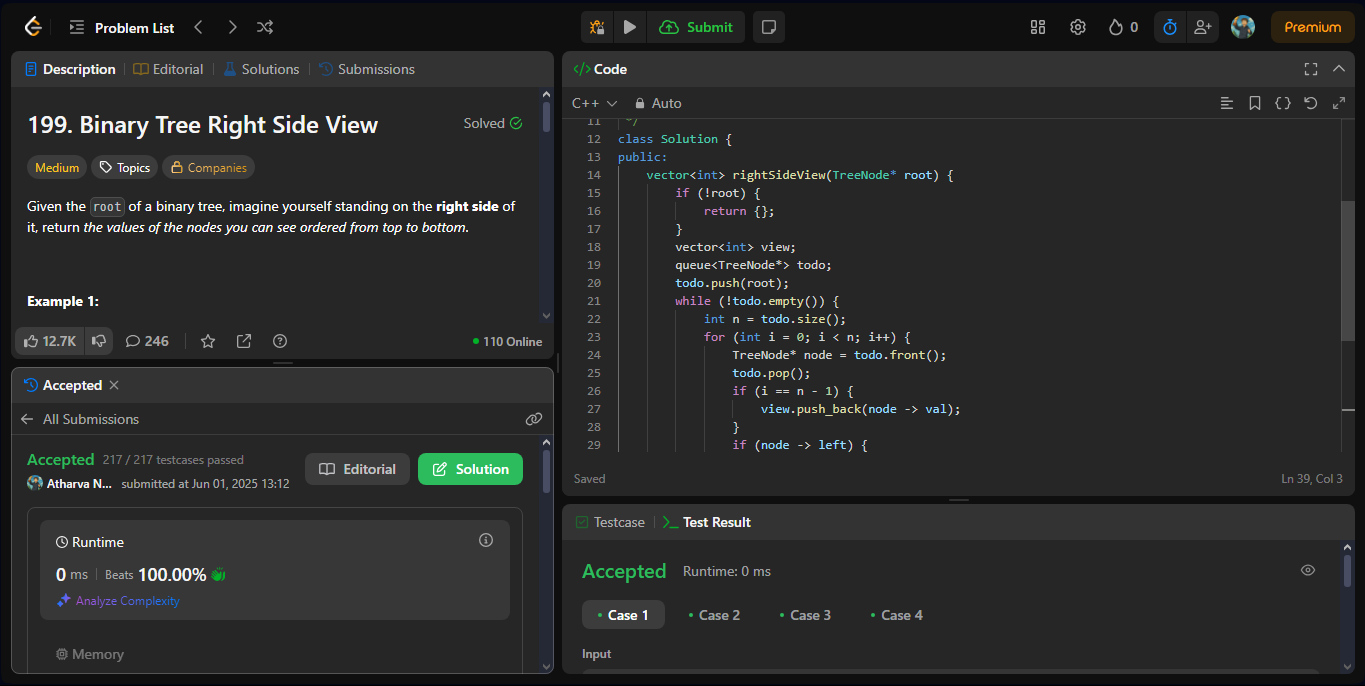 Problem List
Submit
0
Premium
Description
Editorial
Solutions
Submissions
199. Binary Tree Right Side View
Solved
Medium
Topics
Companies
Given the root of a binary tree, imagine yourself standing on the right side of
it, return the values of the nodes you can see ordered from top to bottom.
Example 1:
12.7K
246
110 Online
Accepted
All Submissions
Accepted 217 / 217 testcases passed
Atharva N... submitted at Jun 01, 2025 13:12
Editorial
Solution
Runtime
0 ms Beats 100.00%
Analyze Complexity
Memory
</> Code
C++ Auto
11 */
12 class Solution {
13 public:
14 vector<int> rightSideView(TreeNode* root) {
15 if (!root) {
16 return {};
17 }
18 vector<int> view;
19 queue<TreeNode*> todo;
20 todo.push(root);
21 while (!todo.empty()) {
22 int n = todo.size();
23 for (int i = 0; i < n; i++) {
24 TreeNode* node = todo.front();
25 todo.pop();
26 if (i == n - 1) {
27 view.push_back(node -> val);
28 }
29 if (node -> left) {
Saved
Ln 39, Col 3
Testcase
>_ Test Result
Accepted Runtime: 0 ms
Case 1
Case 2
Case 3
Case 4
Input